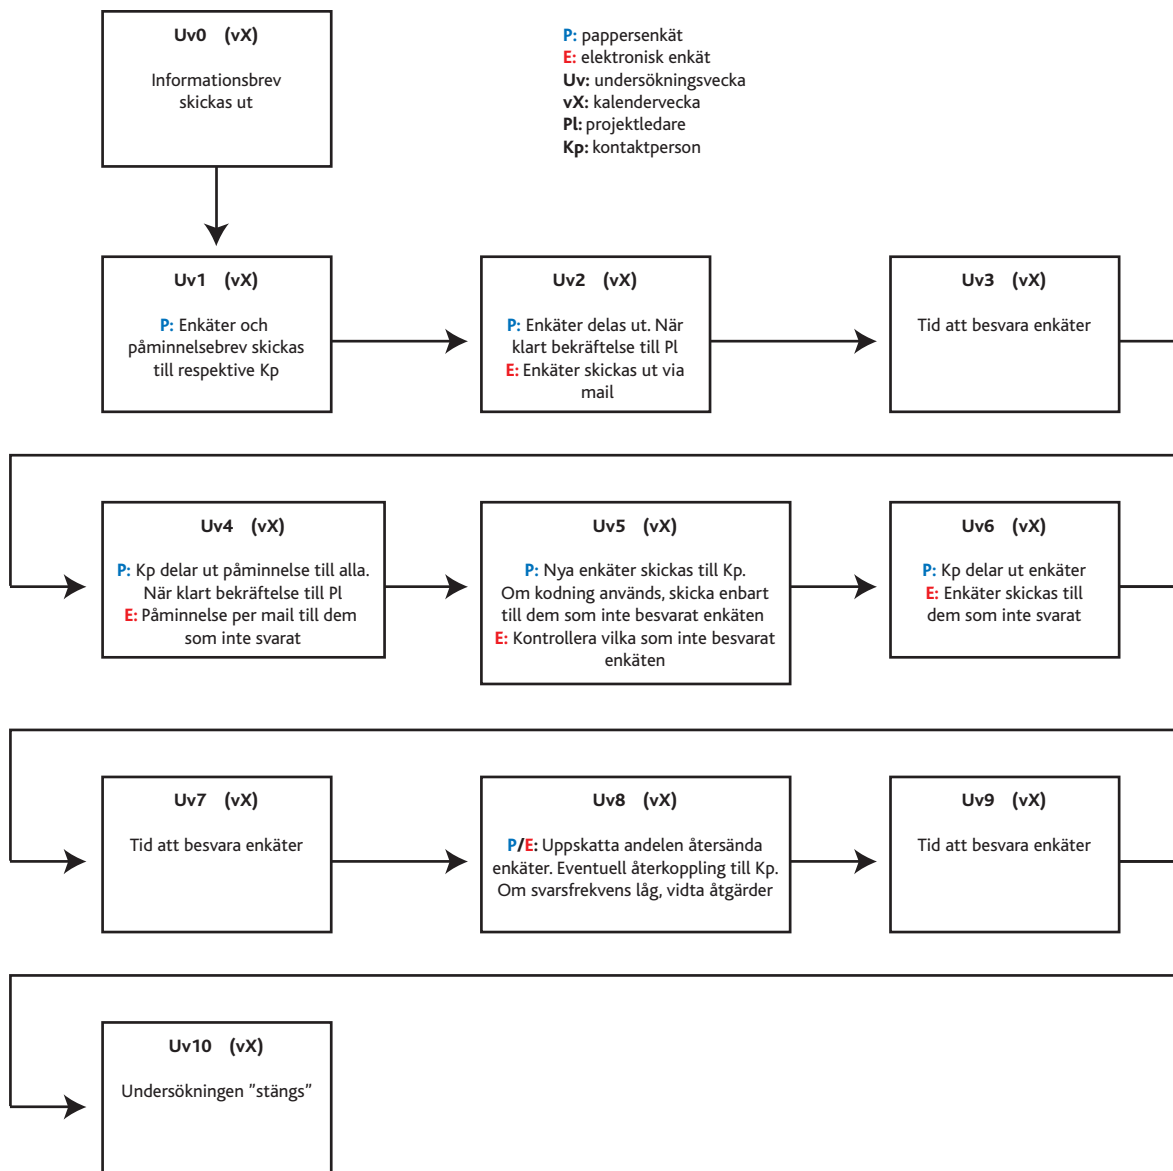 Uv0 (vX)
Informationsbrev
skickas ut
P: pappersenkät
E: elektronisk enkät
Uv: undersökningsvecka
vX: kalendervecka
Pl: projektledare
Kp: kontaktperson
Uv1 (vX)
P: Enkäter och
påminnelsebrev skickas
till respektive Kp
Uv2 (vX)
P: Enkäter delas ut. När
klart bekräftelse till Pl
E: Enkäter skickas ut via
mail
Uv3 (vX)
Tid att besvara enkäter
Uv4 (vX)
P: Kp delar ut påminnelse till alla.
När klart bekräftelse till Pl
E: Påminnelse per mail till dem
som inte svarat
Uv5 (vX)
P: Nya enkäter skickas till Kp.
Om kodning används, skicka enbart
till dem som inte besvarat enkäten
E: Kontrollera vilka som inte besvarat
enkäten
Uv6 (vX)
P: Kp delar ut enkäter
E: Enkäter skickas till
dem som inte svarat
Uv7 (vX)
Tid att besvara enkäter
Uv8 (vX)
P/E: Uppskatta andelen återsända
enkäter. Eventuell återkoppling till Kp.
Om svarsfrekvens låg, vidta åtgärder
Uv9 (vX)
Tid att besvara enkäter
Uv10 (vX)
Undersökningen ”stängs”